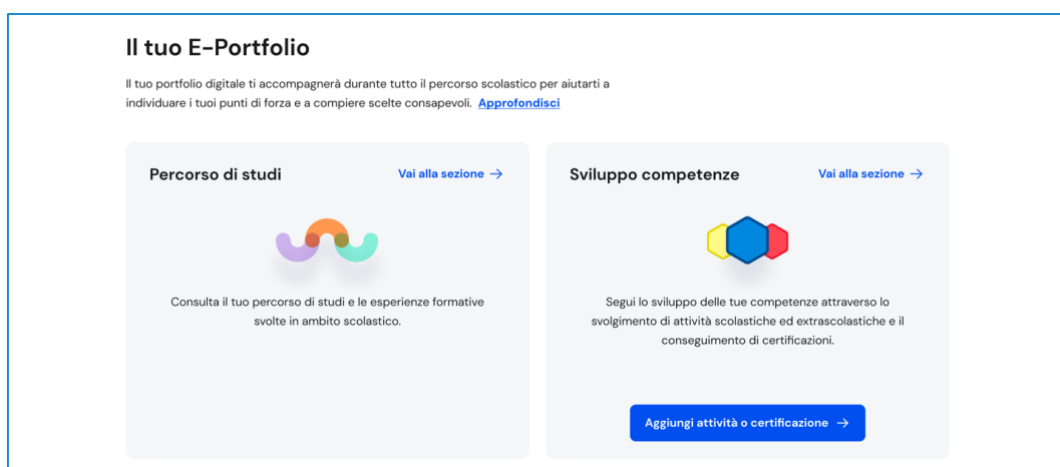 Il tuo E-Portfolio
Il tuo portfolio digitale ti accompagnerà durante tutto il percorso scolastico per aiutarti a
individuare i tuoi punti di forza e a compiere scelte consapevoli. Approfondisci
Percorso di studi
Vai alla sezione →
Consulta il tuo percorso di studi e le esperienze formative
svolte in ambito scolastico.
Sviluppo competenze
Vai alla sezione →
Segui lo sviluppo delle tue competenze attraverso lo
svolgimento di attività scolastiche ed extrascolastiche e il
conseguimento di certificazioni.
Aggiungi attività o certificazione →